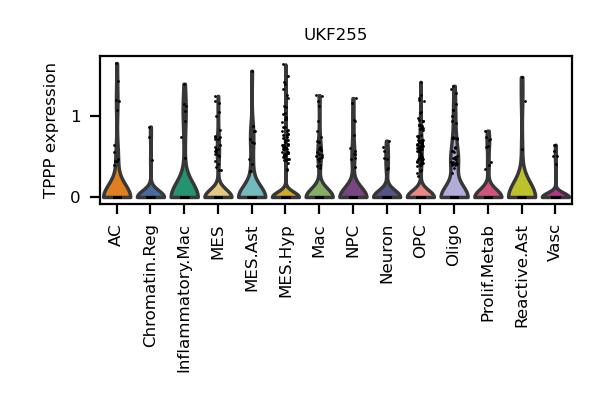 UKF255
TPPP expression
1
0
AC
Chromatin.Reg
Inflammatory.Mac
MES
MES.Ast
MES.Hyp
Mac
NPC
Neuron
OPC
Oligo
Prolif.Metab
Reactive.Ast
Vasc